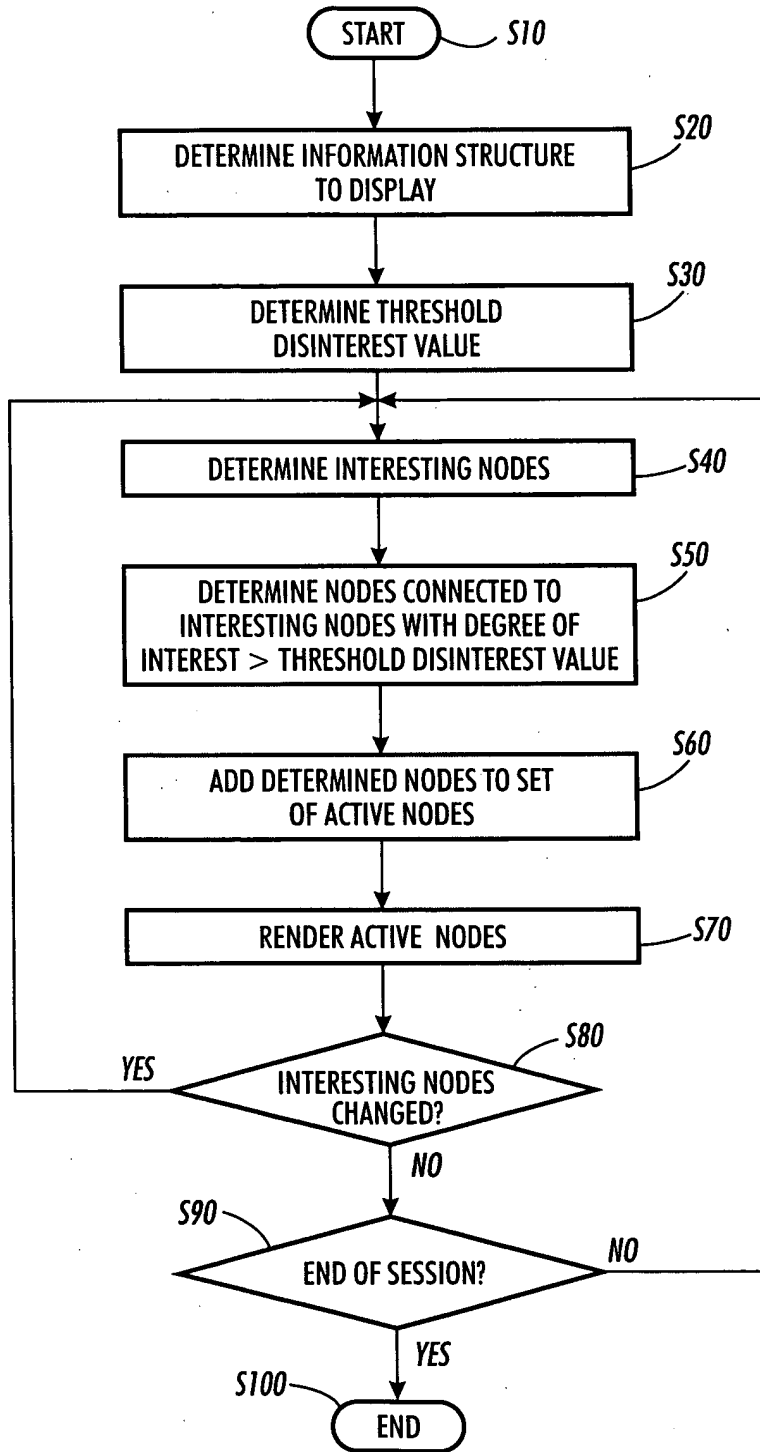 START
S10
S20
DETERMINE INFORMATION STRUCTURE
TO DISPLAY
S30
DETERMINE THRESHOLD
DISINTEREST VALUE
DETERMINE INTERESTING NODES
S40
S50
DETERMINE NODES CONNECTED TO
INTERESTING NODES WITH DEGREE OF
INTEREST > THRESHOLD DISINTEREST VALUE
S60
ADD DETERMINED NODES TO SET
OF ACTIVE NODES
RENDER ACTIVE NODES
S70
S80
YES
INTERESTING NODES
CHANGED?
NO
S90
END OF SESSION?
NO
YES
S100
END